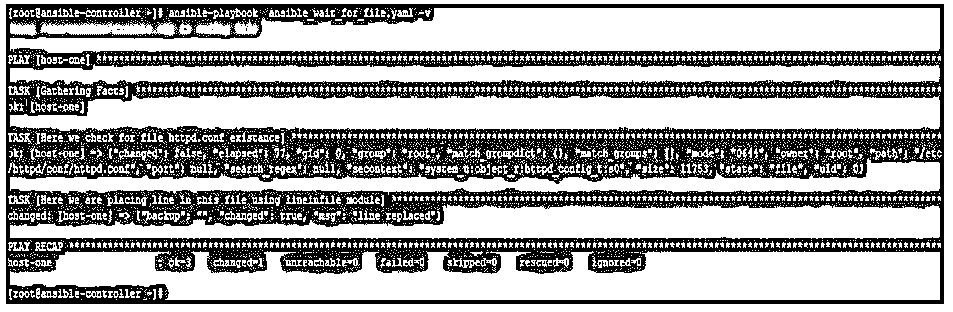 [root@ansible-controller ~]# ansible-playbook Ansible_wait_for_file.yaml -v
PLAY [host-one] ****************************************************************
TASK [Gathering Facts] ****************************************************************
ok: [host-one]
TASK [Here we check for file httpd.conf existance] ****************************************************************
ok: [host-one] => {"changed": false, "elapsed": 0, "gid": 0, "group": "root", "match_groupdict": {}, "match_groups": [], "mode": "0644", "owner": "root", "path": "/etc
/httpd/conf/httpd.conf", "port": null, "search_regex": null, "secontext": "system_u:object_r:httpd_config_t:s0", "state": "file", "uid": 0}
TASK [Here we are placing line in this file using lineinfile module] ****************************************************************
changed: [host-one] => {"backup": "", "changed": true, "msg": "line replaced"}
PLAY RECAP ****************************************************************
host-one : ok=3 changed=1 unreachable=0 failed=0 skipped=0 rescued=0 ignored=0
[root@ansible-controller ~]#